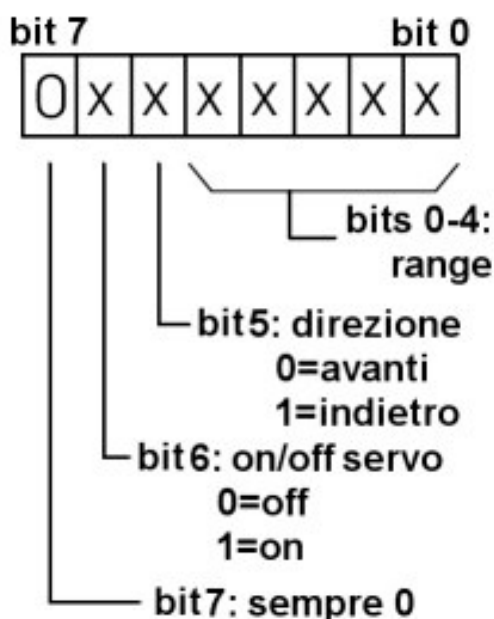 bit 7 bit 0
0 x x x x x x x
bits 0-4:
range
bit5: direzione
0=avanti
1=indietro
bit6: on/off servo
0=off
1=on
bit7: sempre 0